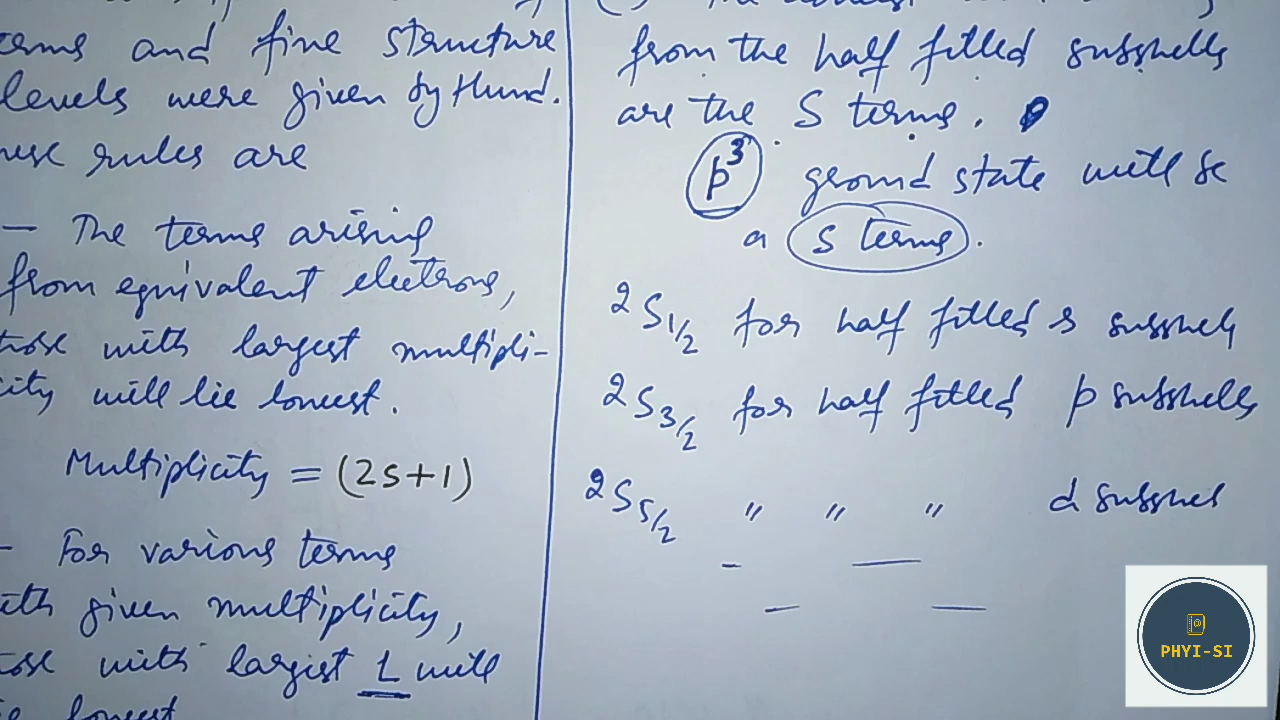 terms and fine structure
levels were given by Hund.
rules are
— The terms arising
from equivalent electrons,
those with largest multipli-
city will lie lowest.
Multiplicity = (2s+1)
- For various terms
with given multiplicity,
those with largest L will
lowest
from the half filled subshells
are the S terms.
p³ ground state will be
a S terms.
²S₁/₂ for half filled s subshell
²S₃/₂ for half filled p subshells
²S₅/₂ " " " d subshel
— —
— —
PHYI-SI